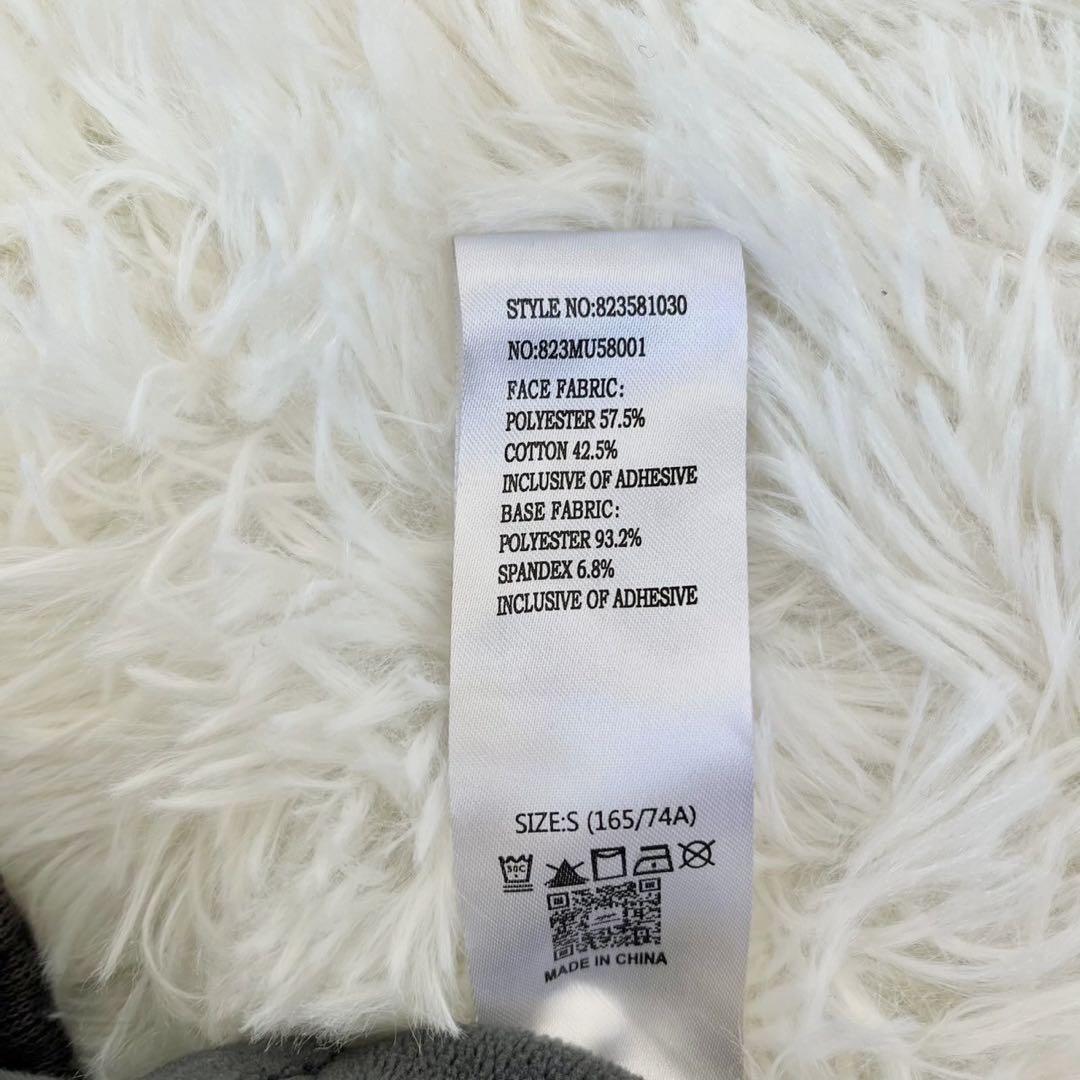 STYLE NO:823581030
NO:823MU58001
FACE FABRIC:
POLYESTER 57.5%
COTTON 42.5%
INCLUSIVE OF ADHESIVE
BASE FABRIC:
POLYESTER 93.2%
SPANDEX 6.8%
INCLUSIVE OF ADHESIVE
SIZE:S (165/74A)
30C
MADE IN CHINA